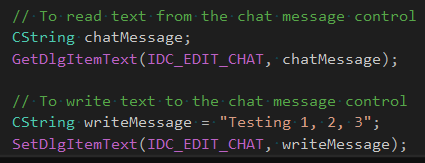 // To read text from the chat message control
CString chatMessage;
GetDlgItemText(IDC_EDIT_CHAT, chatMessage);
// To write text to the chat message control
CString writeMessage = "Testing 1, 2, 3";
SetDlgItemText(IDC_EDIT_CHAT, writeMessage);